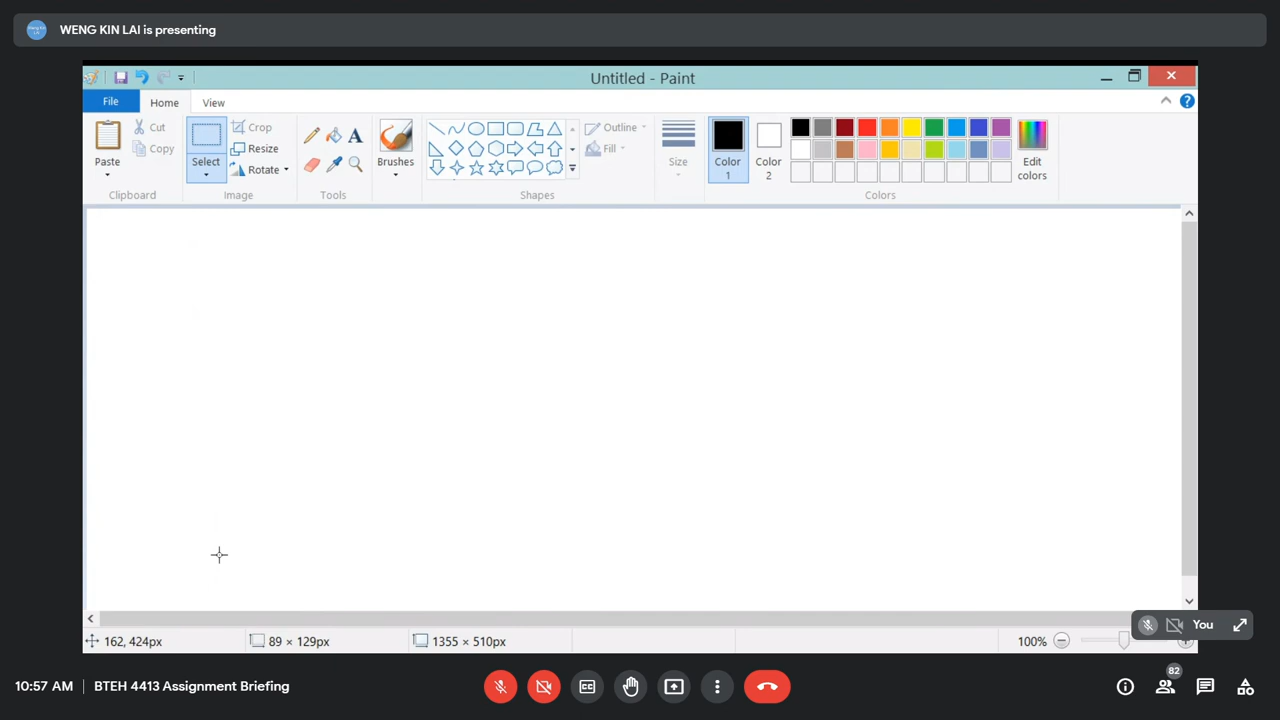 WENG KIN LAI is presenting
Untitled - Paint
File Home View
Paste Cut Copy
Select Crop Resize Rotate
A
Brushes
Outline Fill
Size
Color 1 Color 2
Edit colors
Clipboard Image Tools Shapes Colors
You
162, 424px 89 × 129px 1355 × 510px 100%
82
10:57 AM | BTEH 4413 Assignment Briefing